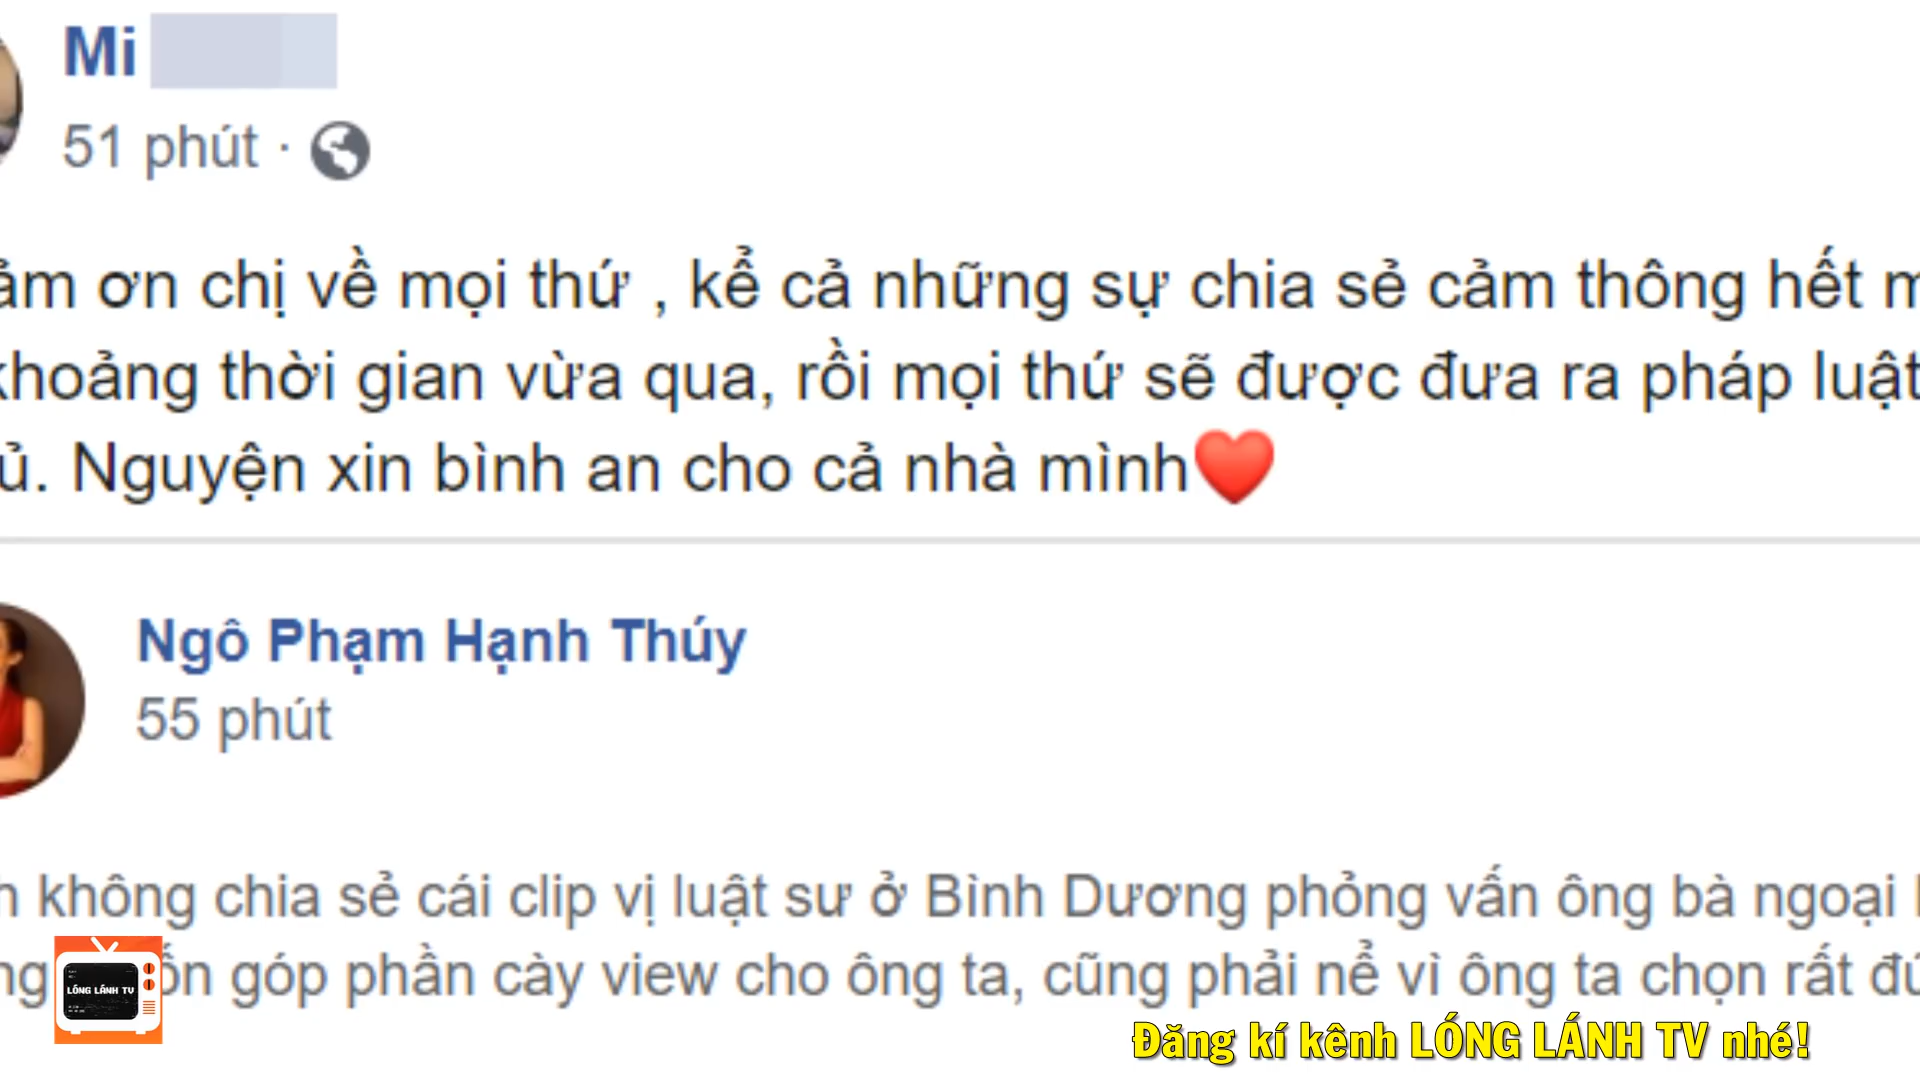 Mi
51 phút ·
ơn chị về mọi thứ , kể cả những sự chia sẻ cảm thông hết
khoảng thời gian vừa qua, rồi mọi thứ sẽ được đưa ra pháp luật
Nguyện xin bình an cho cả nhà mình❤️
Ngô Phạm Hạnh Thúy
55 phút
không chia sẻ cái clip vị luật sư ở Bình Dương phỏng vấn ông bà ngoại
góp phần cày view cho ông ta, cũng phải nể vì ông ta chọn rất
LÓNG LÁNH TV
Đăng kí kênh LÓNG LÁNH TV nhé!